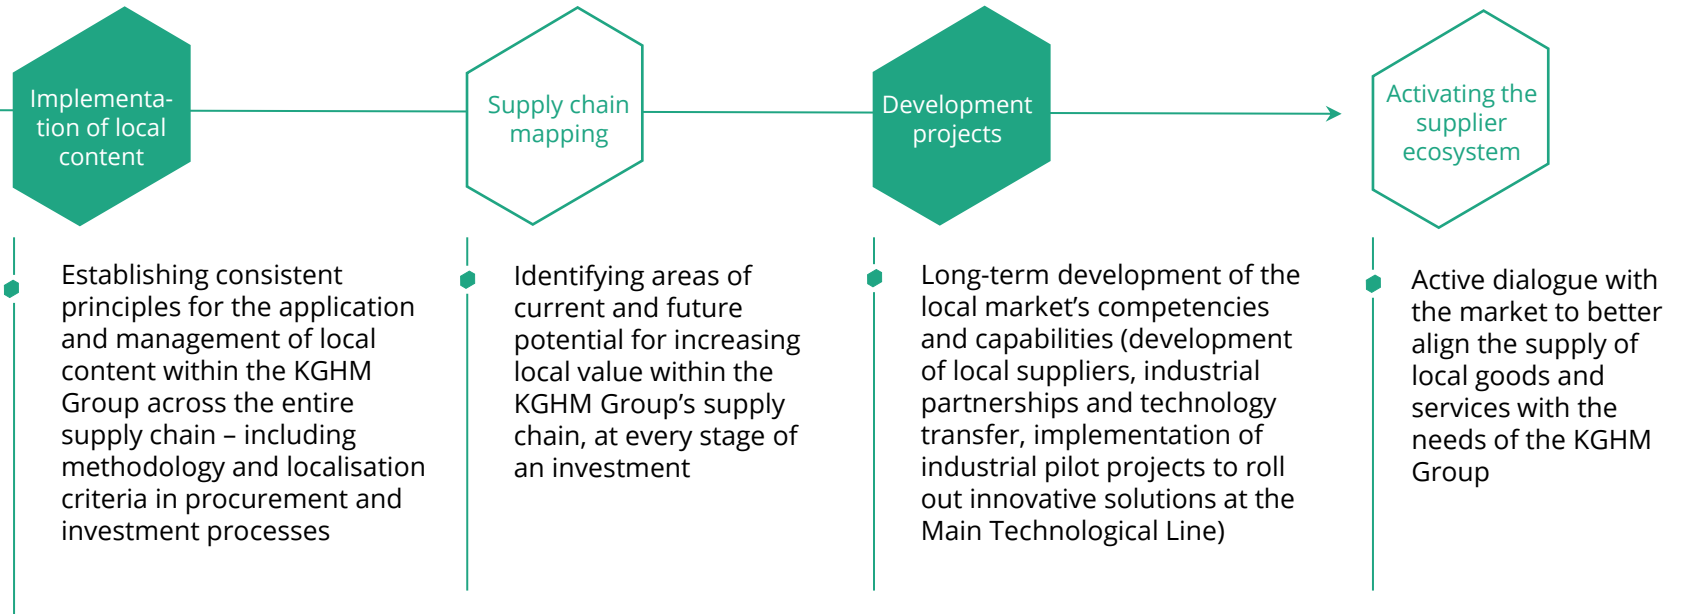 Implementa-
tion of local
content
Supply chain
mapping
Development
projects
Activating the
supplier
ecosystem
Establishing consistent
principles for the application
and management of local
content within the KGHM
Group across the entire
supply chain – including
methodology and localisation
criteria in procurement and
investment processes
Identifying areas of
current and future
potential for increasing
local value within the
KGHM Group’s supply
chain, at every stage of
an investment
Long-term development of the
local market’s competencies
and capabilities (development
of local suppliers, industrial
partnerships and technology
transfer, implementation of
industrial pilot projects to roll
out innovative solutions at the
Main Technological Line)
Active dialogue with
the market to better
align the supply of
local goods and
services with the
needs of the KGHM
Group